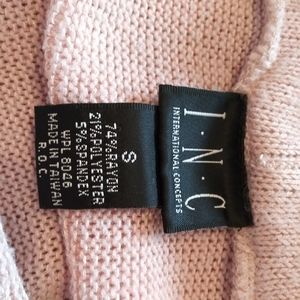 I·N·C
INTERNATIONAL CONCEPTS
S
74% RAYON
21% POLYESTER
5% SPANDEX
WPL8046
MADE IN TAIWAN
R.O.C.